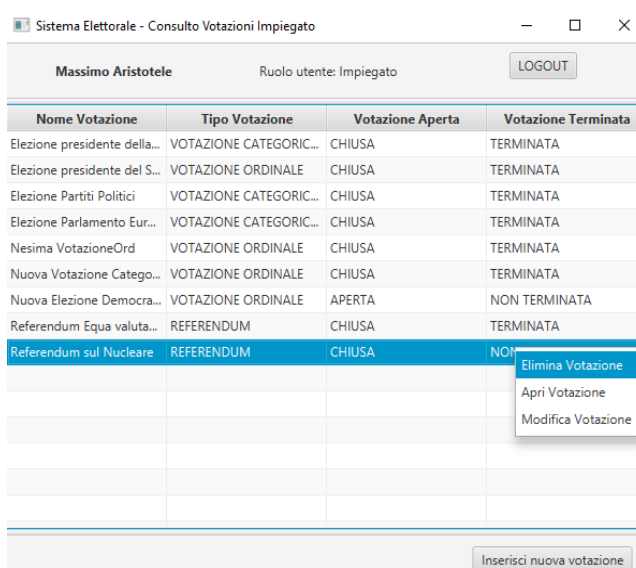 Sistema Elettorale - Consulto Votazioni Impiegato
Massimo Aristotele Ruolo utente: Impiegato LOGOUT
Nome Votazione Tipo Votazione Votazione Aperta Votazione Terminata
Elezione presidente della... VOTAZIONE CATEGORIC... CHIUSA TERMINATA
Elezione presidente del S... VOTAZIONE ORDINALE CHIUSA TERMINATA
Elezione Partiti Politici VOTAZIONE CATEGORIC... CHIUSA TERMINATA
Elezione Parlamento Eur... VOTAZIONE ORDINALE CHIUSA TERMINATA
Nesima VotazioneOrd VOTAZIONE ORDINALE CHIUSA TERMINATA
Nuova Votazione Catego... VOTAZIONE ORDINALE CHIUSA TERMINATA
Nuova Elezione Democra... VOTAZIONE ORDINALE APERTA NON TERMINATA
Referendum Equa valuta... REFERENDUM CHIUSA TERMINATA
Referendum sul Nucleare REFERENDUM CHIUSA NON
Elimina Votazione
Apri Votazione
Modifica Votazione
Inserisci nuova votazione